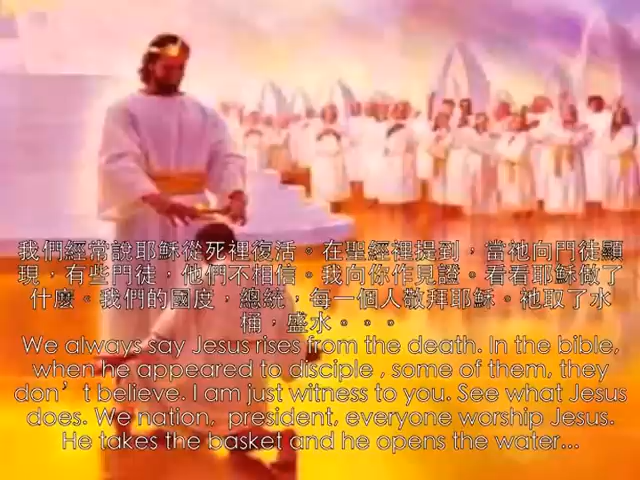 我們經常說耶穌從死裡復活。在聖經裡提到，當祂向門徒顯
現，有些門徒，他們不相信。我向你作見證。看看耶穌做了
什麼。我們的國度，總統，每一個人敬拜耶穌。祂取了水
桶，盛水。。。
We always say Jesus rises from the death. In the bible,
when he appeared to disciple , some of them, they
don’t believe. I am just witness to you. See what Jesus
does. We nation, president, everyone worship Jesus.
He takes the basket and he opens the water...